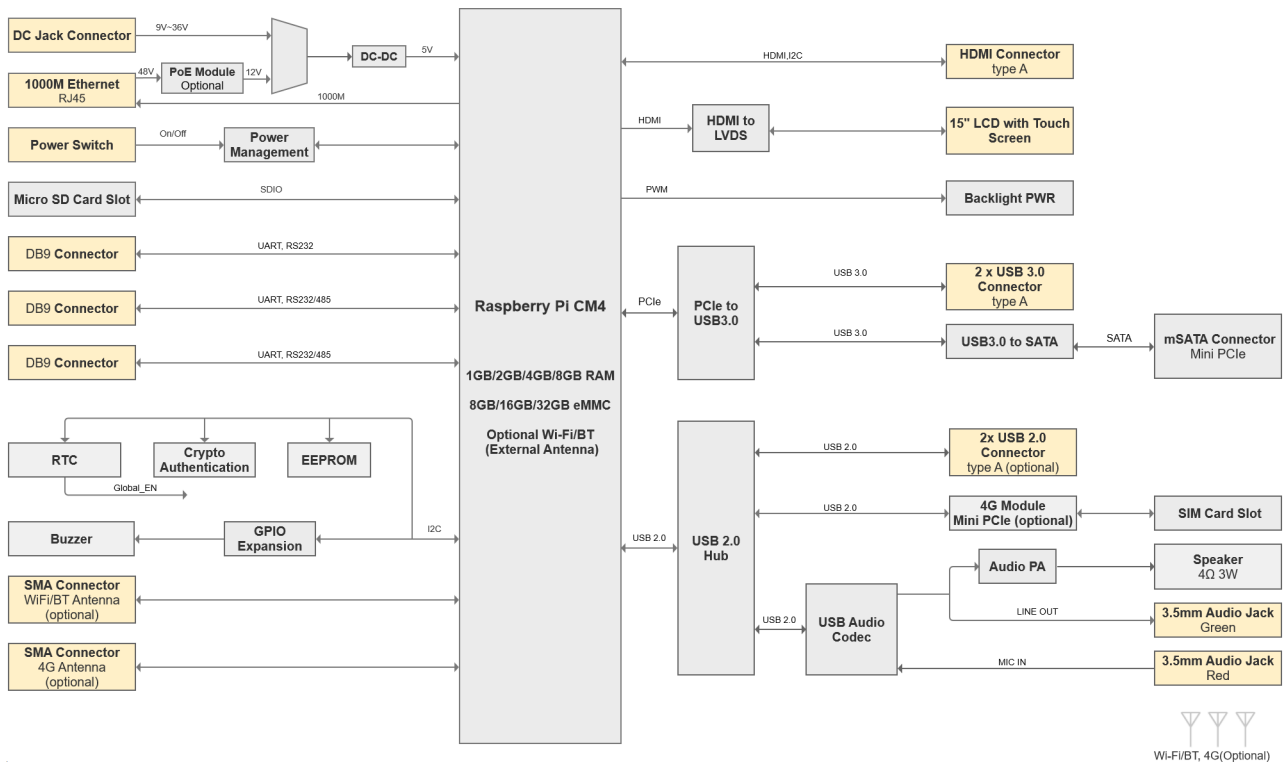 DC Jack Connector
9V~36V
1000M Ethernet
RJ45
48V
PoE Module
Optional
12V
DC-DC
5V
1000M
Power Switch
On/Off
Power
Management
Micro SD Card Slot
SDIO
DB9 Connector
UART, RS232
DB9 Connector
UART, RS232/485
DB9 Connector
UART, RS232/485
RTC
Crypto
Authentication
EEPROM
Global_EN
Buzzer
GPIO
Expansion
I2C
SMA Connector
WiFi/BT Antenna
(optional)
SMA Connector
4G Antenna
(optional)
Raspberry Pi CM4
1GB/2GB/4GB/8GB RAM
8GB/16GB/32GB eMMC
Optional Wi-Fi/BT
(External Antenna)
HDMI,I2C
HDMI Connector
type A
HDMI
HDMI to
LVDS
15" LCD with Touch
Screen
PWM
Backlight PWR
PCIe
PCIe to
USB3.0
USB 3.0
2 x USB 3.0
Connector
type A
USB 3.0
USB3.0 to SATA
SATA
mSATA Connector
Mini PCIe
USB 2.0
USB 2.0
Hub
USB 2.0
2x USB 2.0
Connector
type A (optional)
USB 2.0
4G Module
Mini PCIe (optional)
SIM Card Slot
USB 2.0
USB Audio
Codec
Audio PA
Speaker
4Ω 3W
LINE OUT
3.5mm Audio Jack
Green
MIC IN
3.5mm Audio Jack
Red
Wi-Fi/BT, 4G(Optional)